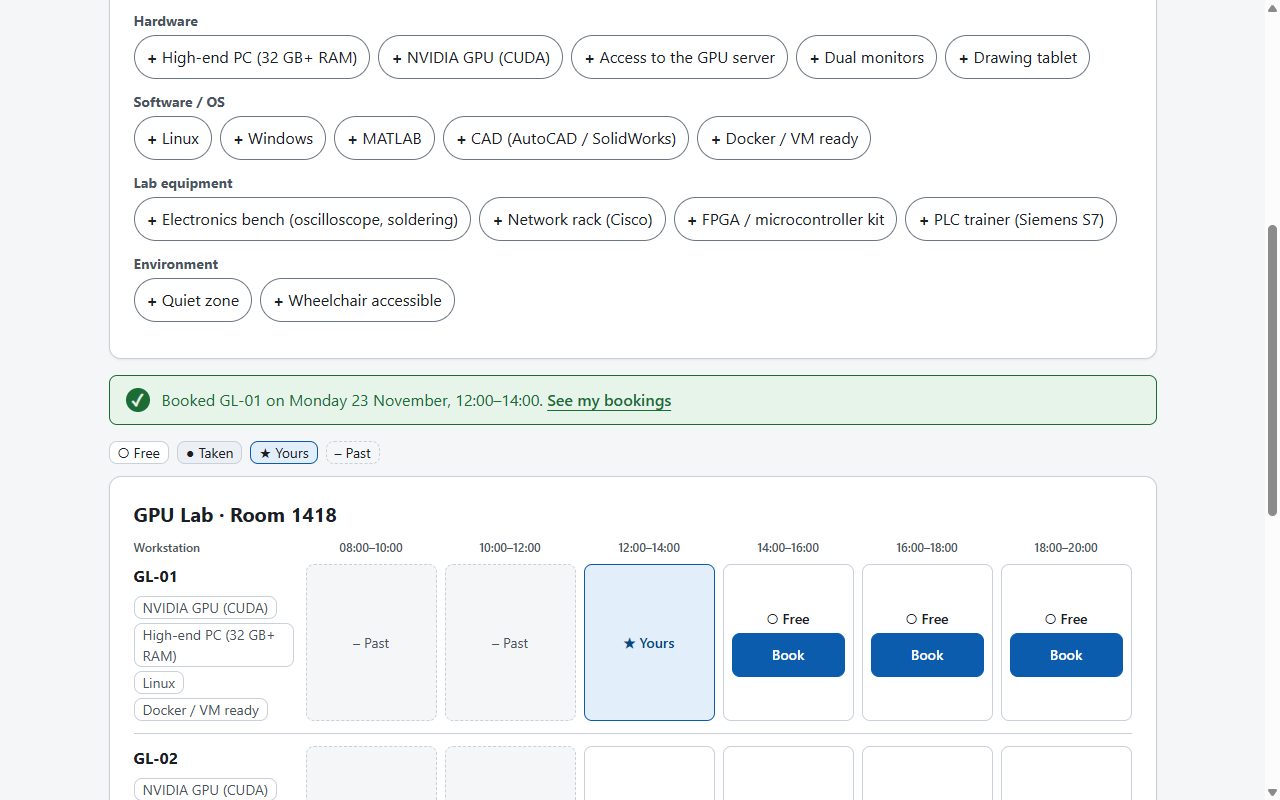 Hardware
+ High-end PC (32 GB+ RAM) + NVIDIA GPU (CUDA) + Access to the GPU server + Dual monitors + Drawing tablet
Software / OS
+ Linux + Windows + MATLAB + CAD (AutoCAD / SolidWorks) + Docker / VM ready
Lab equipment
+ Electronics bench (oscilloscope, soldering) + Network rack (Cisco) + FPGA / microcontroller kit + PLC trainer (Siemens S7)
Environment
+ Quiet zone + Wheelchair accessible
Booked GL-01 on Monday 23 November, 12:00–14:00. See my bookings
○ Free ● Taken ★ Yours – Past
GPU Lab · Room 1418
Workstation 08:00–10:00 10:00–12:00 12:00–14:00 14:00–16:00 16:00–18:00 18:00–20:00
GL-01
NVIDIA GPU (CUDA)
High-end PC (32 GB+
RAM)
Linux
Docker / VM ready
– Past – Past ★ Yours ○ Free ○ Free ○ Free
Book Book Book
GL-02
NVIDIA GPU (CUDA)